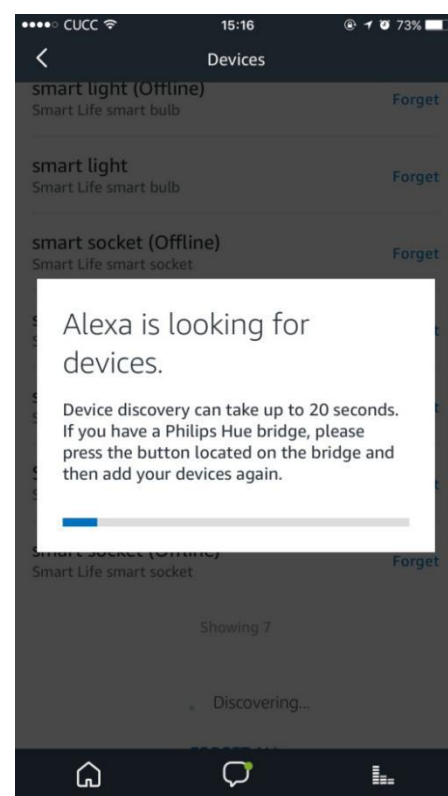 CUCC 15:16 73%
Devices
smart light (Offline)
Smart Life smart bulb
Forget
smart light
Smart Life smart bulb
Forget
smart socket (Offline)
Smart Life smart socket
Forget
Alexa is looking for
devices.
Device discovery can take up to 20 seconds.
If you have a Philips Hue bridge, please
press the button located on the bridge and
then add your devices again.
smart socket (Offline)
Smart Life smart socket
Forget
Showing 7
Discovering...